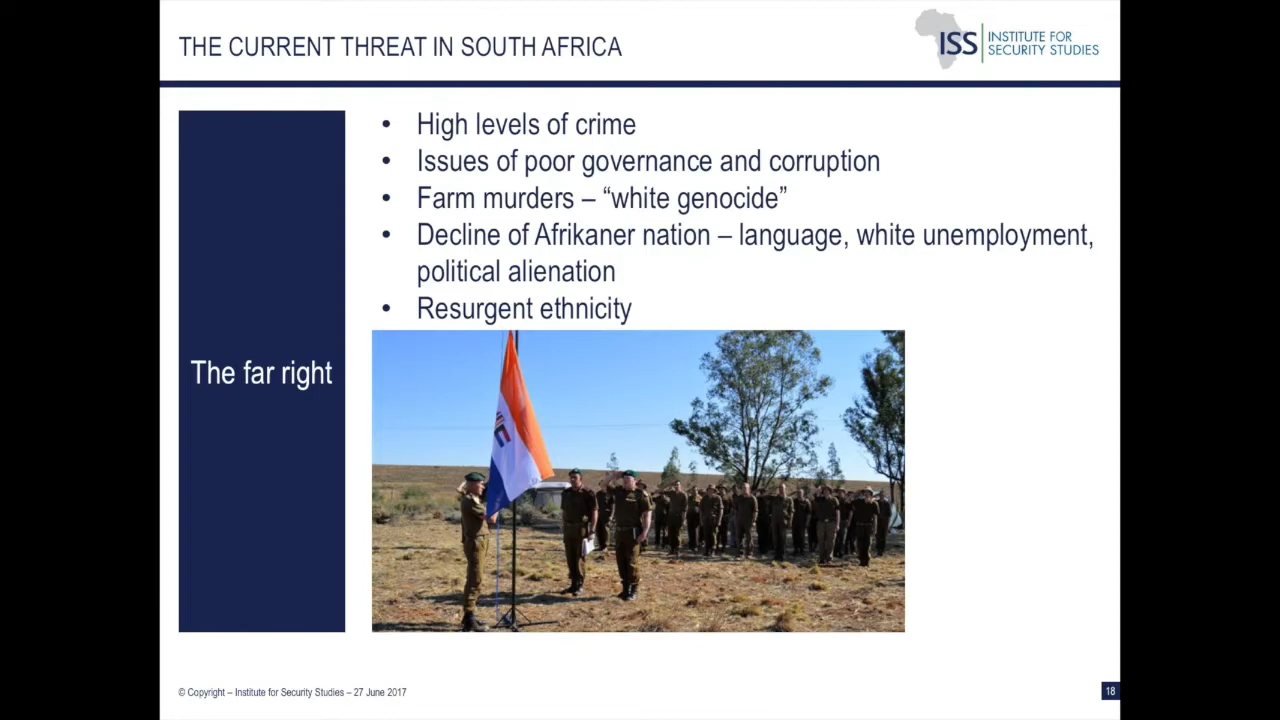 THE CURRENT THREAT IN SOUTH AFRICA
ISS
INSTITUTE FOR
SECURITY STUDIES
• High levels of crime
• Issues of poor governance and corruption
• Farm murders – “white genocide”
• Decline of Afrikaner nation – language, white unemployment,
political alienation
• Resurgent ethnicity
The far right
© Copyright – Institute for Security Studies – 27 June 2017
18